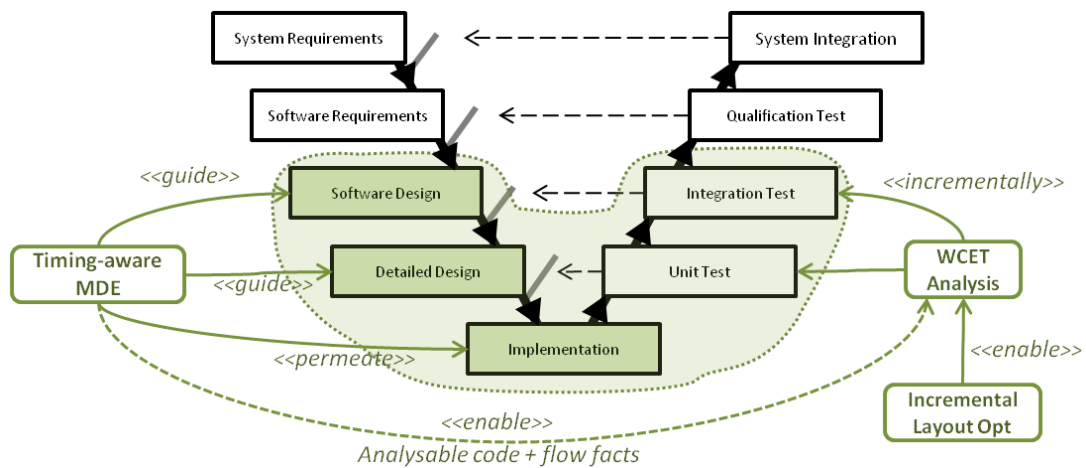 System Requirements
System Integration
Software Requirements
Qualification Test
<<guide>>
Software Design
Integration Test
<<incrementally>>
Timing-aware
MDE
<<guide>>
Detailed Design
Unit Test
WCET
Analysis
<<permeate>>
Implementation
<<enable>>
Incremental
Layout Opt
<<enable>>
Analysable code + flow facts